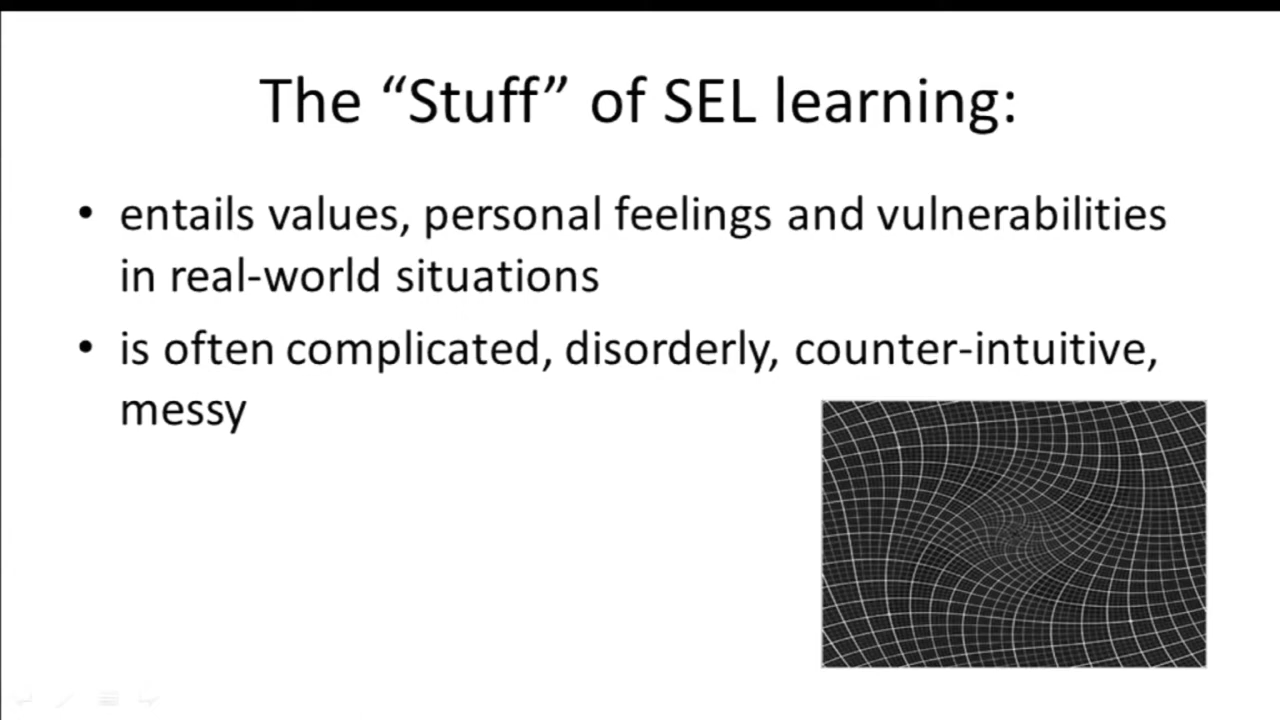 The “Stuff” of SEL learning:
• entails values, personal feelings and vulnerabilities
in real-world situations
• is often complicated, disorderly, counter-intuitive,
messy